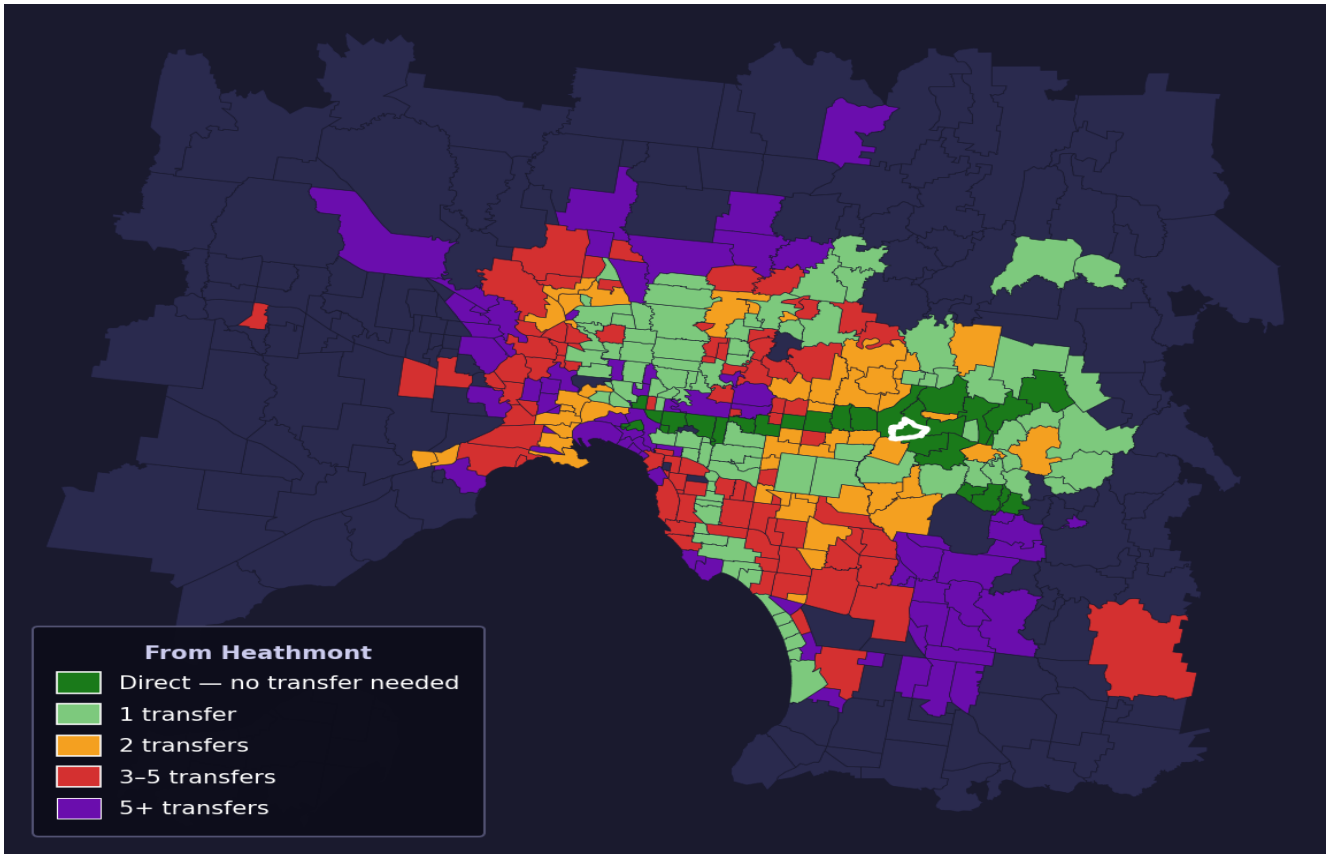 From Heathmont
Direct — no transfer needed
1 transfer
2 transfers
3–5 transfers
5+ transfers